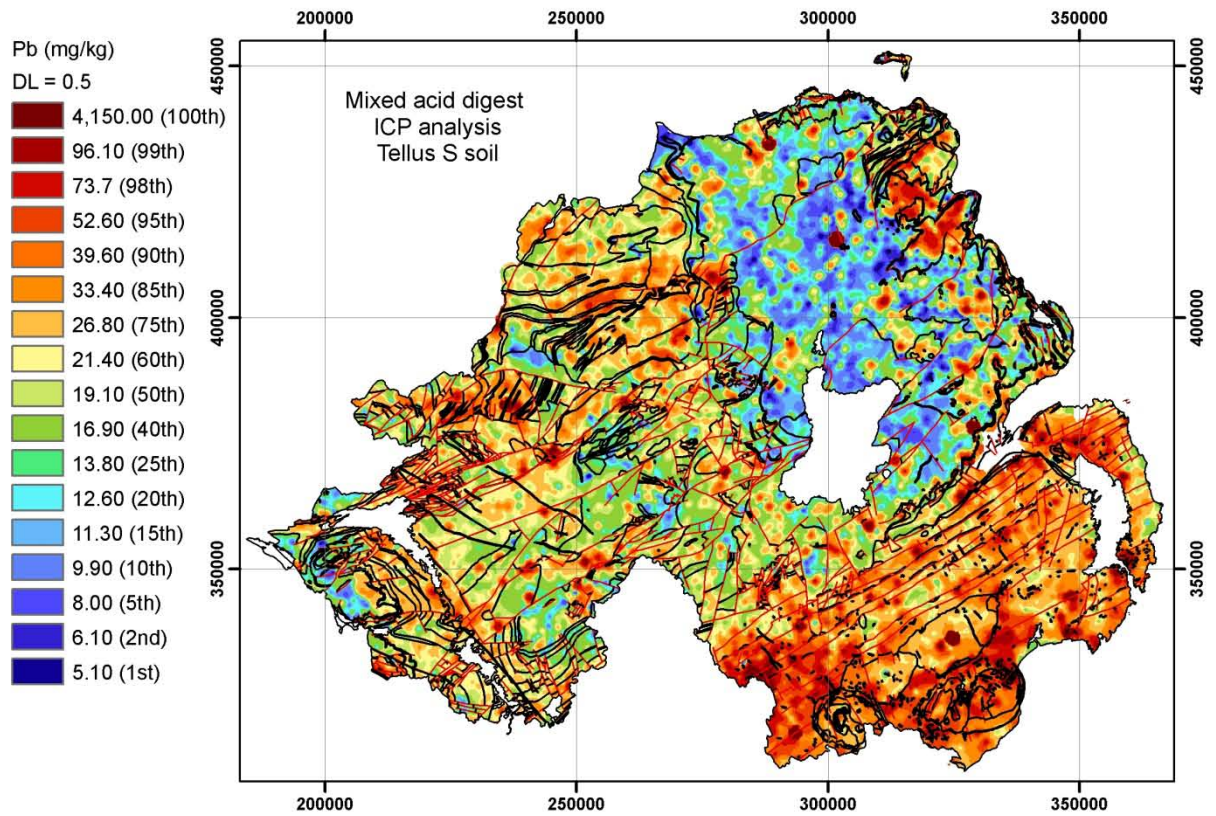 200000 250000 300000 350000
Pb (mg/kg)
DL = 0.5
4,150.00 (100th)
96.10 (99th)
73.7 (98th)
52.60 (95th)
39.60 (90th)
33.40 (85th)
26.80 (75th)
21.40 (60th)
19.10 (50th)
16.90 (40th)
13.80 (25th)
12.60 (20th)
11.30 (15th)
9.90 (10th)
8.00 (5th)
6.10 (2nd)
5.10 (1st)
Mixed acid digest
ICP analysis
Tellus S soil
450000
400000
350000
450000
400000
350000
200000 250000 300000 350000